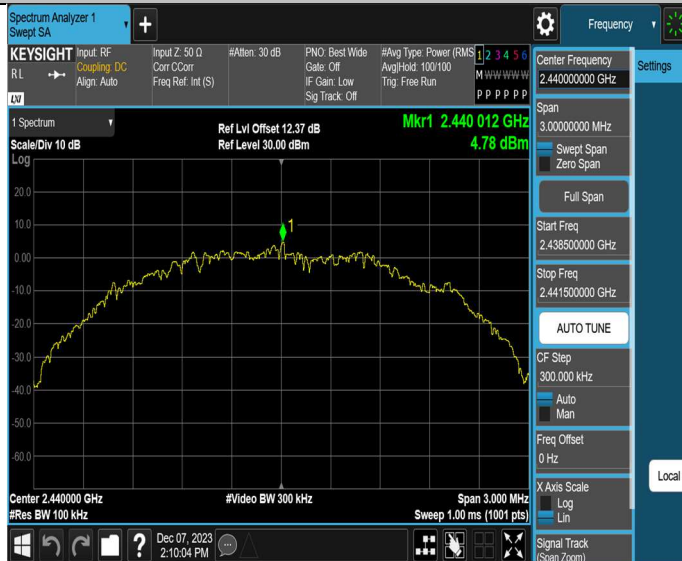 Spectrum Analyzer 1
Swept SA
+
Frequency
KEYSIGHT
RL
LXI
Input: RF
Coupling: DC
Align: Auto
Input Z: 50 Ω
Corr CCorr
Freq Ref: Int (S)
#Atten: 30 dB
PNO: Best Wide
Gate: Off
IF Gain: Low
Sig Track: Off
#Avg Type: Power (RMS
Avg|Hold: 100/100
Trig: Free Run
1 2 3 4 5 6
M W W W W W
P P P P P P
1 Spectrum
Scale/Div 10 dB
Ref Lvl Offset 12.37 dB
Ref Level 30.00 dBm
Mkr1 2.440 012 GHz
4.78 dBm
Log
20.0
10.0
0.00
-10.0
-20.0
-30.0
-40.0
-50.0
-60.0
1
Center 2.440000 GHz
#Res BW 100 kHz
#Video BW 300 kHz
Span 3.000 MHz
Sweep 1.00 ms (1001 pts)
Dec 07, 2023
2:10:04 PM
?
Center Frequency
2.440000000 GHz
Settings
Span
3.00000000 MHz
Swept Span
Zero Span
Full Span
Start Freq
2.438500000 GHz
Stop Freq
2.441500000 GHz
AUTO TUNE
CF Step
300.000 kHz
Auto
Man
Freq Offset
0 Hz
X Axis Scale
Log
Lin
Local
Signal Track
(Span Zoom)